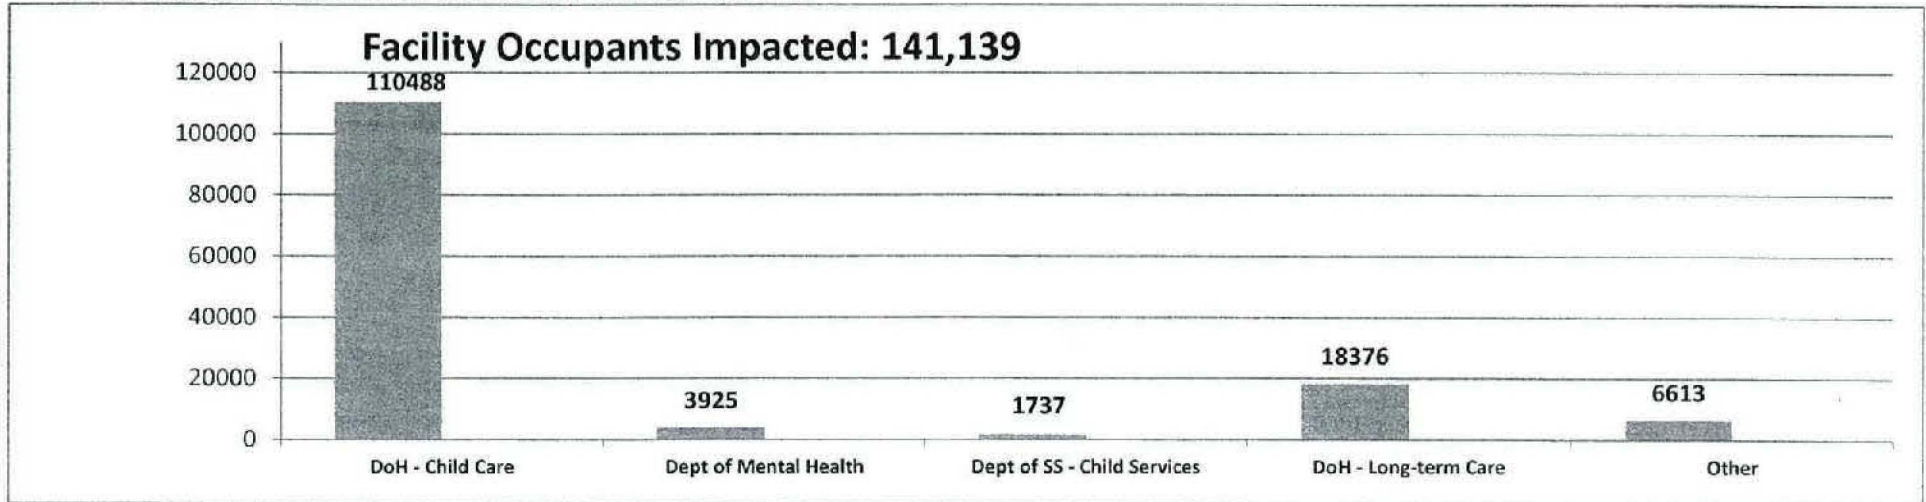 Facility Occupants Impacted: 141,139
120000
110488
100000
80000
60000
40000
18376
20000
3925
1737
6613
0
DoH - Child Care
Dept of Mental Health
Dept of SS - Child Services
DoH - Long-term Care
Other